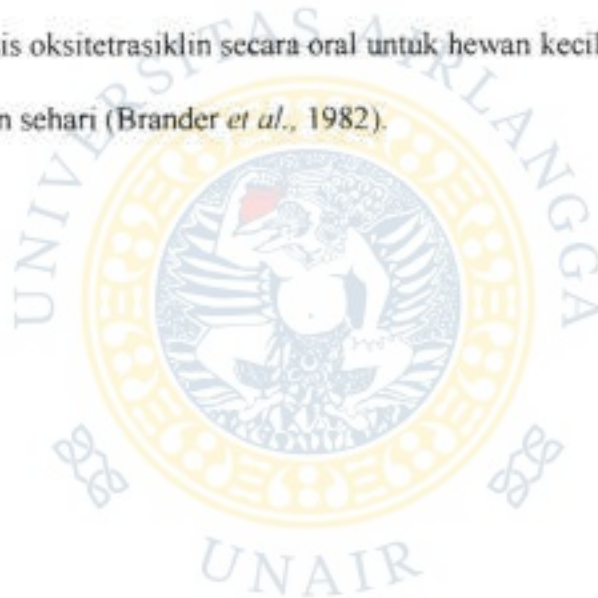 is oksitetrasiklin secara oral untuk hewan kecil
n sehari (Brander et al., 1982).
UNIVERSITAS AIRLANGGA
UNAIR